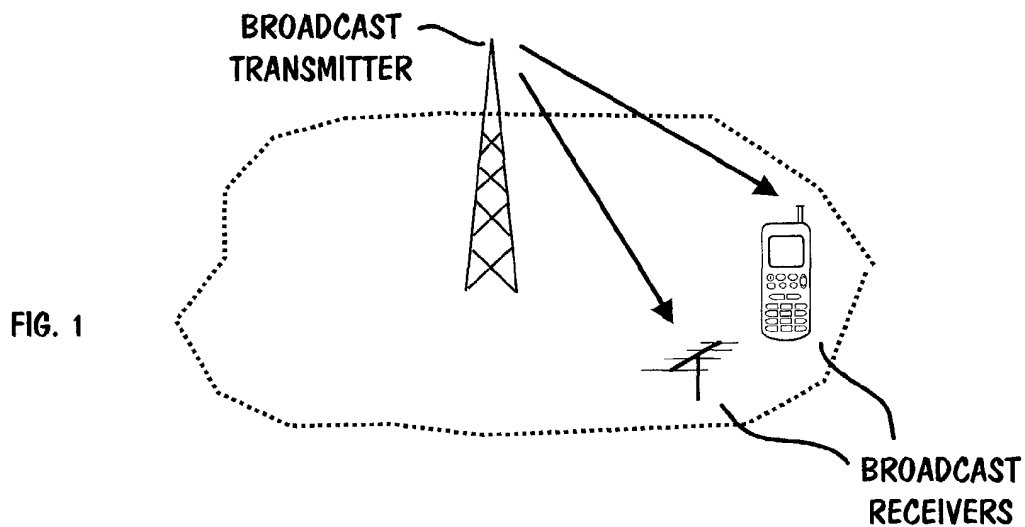 BROADCAST
TRANSMITTER
FIG. 1
BROADCAST
RECEIVERS